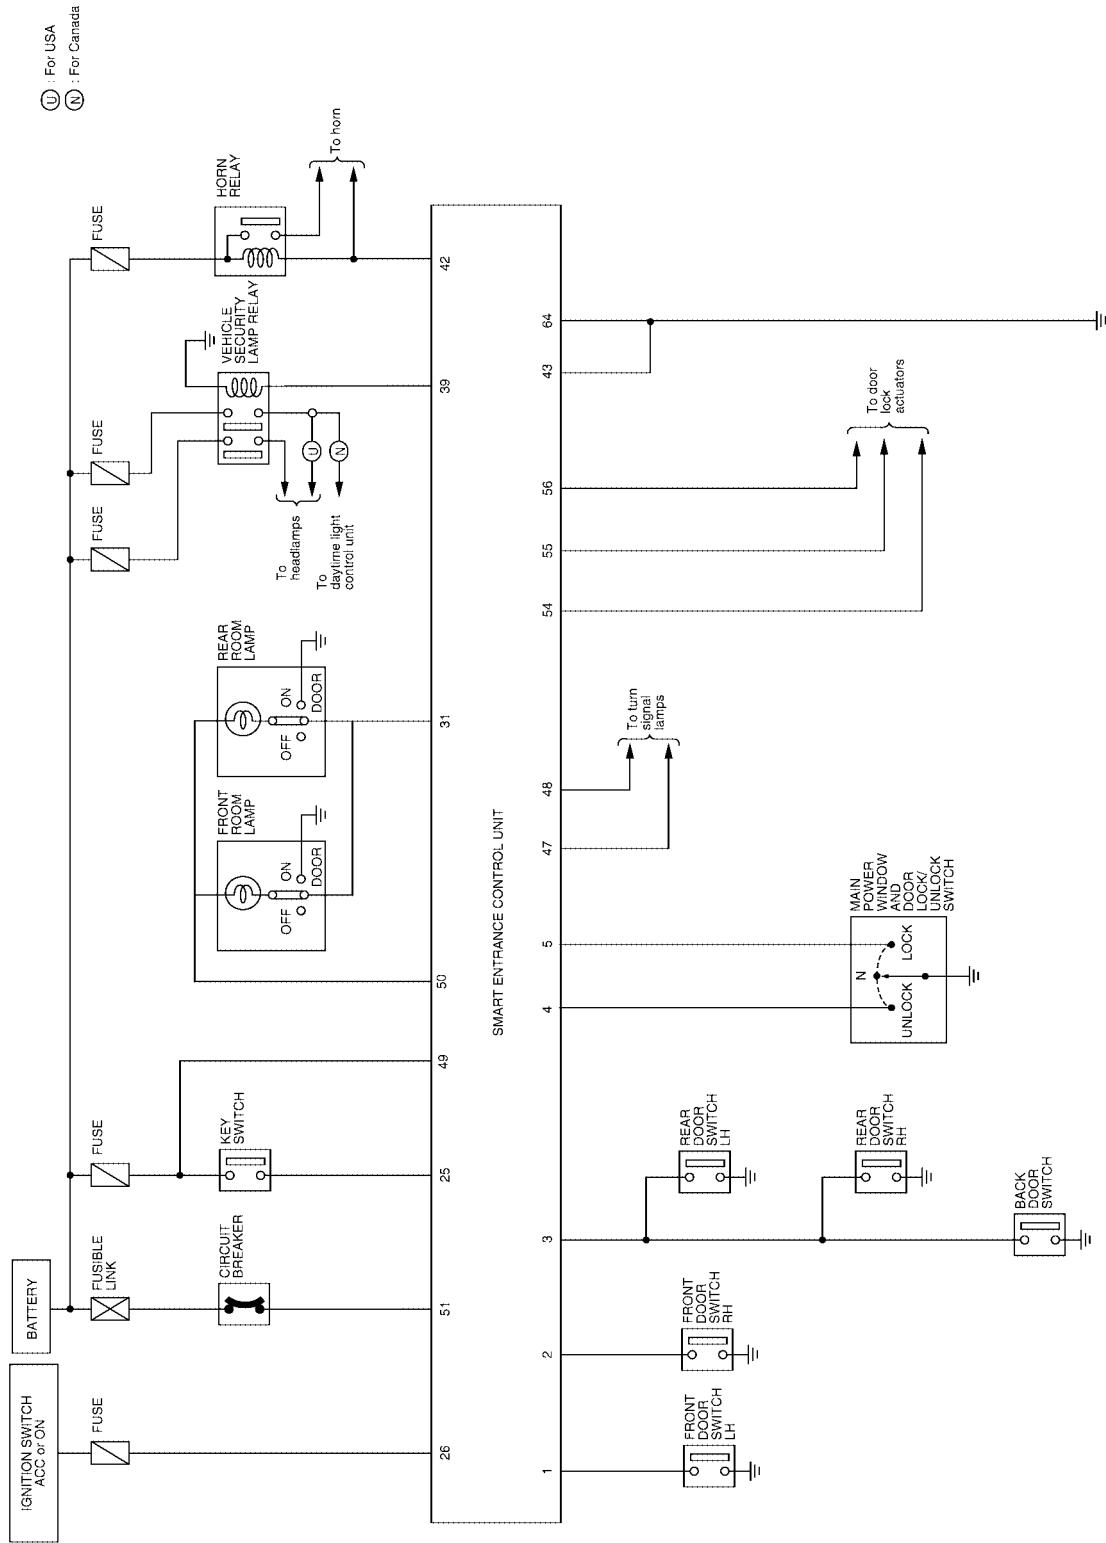 Ⓤ : For USA
Ⓝ : For Canada
IGNITION SWITCH
ACC or ON
BATTERY
FUSE
FUSIBLE
LINK
FUSE
FUSE
FUSE
FUSE
CIRCUIT
BREAKER
KEY
SWITCH
FRONT
ROOM
LAMP
OFF
ON
DOOR
REAR
ROOM
LAMP
OFF
ON
DOOR
VEHICLE
SECURITY
LAMP RELAY
HORN
RELAY
To
headlamps
To
daytime light
control unit
U
N
To horn
26
51
25
49
50
31
39
42
SMART ENTRANCE CONTROL UNIT
1
2
3
4
5
47
48
54
55
56
43
64
FRONT
DOOR
SWITCH
LH
FRONT
DOOR
SWITCH
RH
REAR
DOOR
SWITCH
LH
REAR
DOOR
SWITCH
RH
BACK
DOOR
SWITCH
MAIN
POWER
WINDOW
AND
DOOR
LOCK/
UNLOCK
SWITCH
UNLOCK
N
LOCK
To turn
signal
lamps
To door
lock
actuators